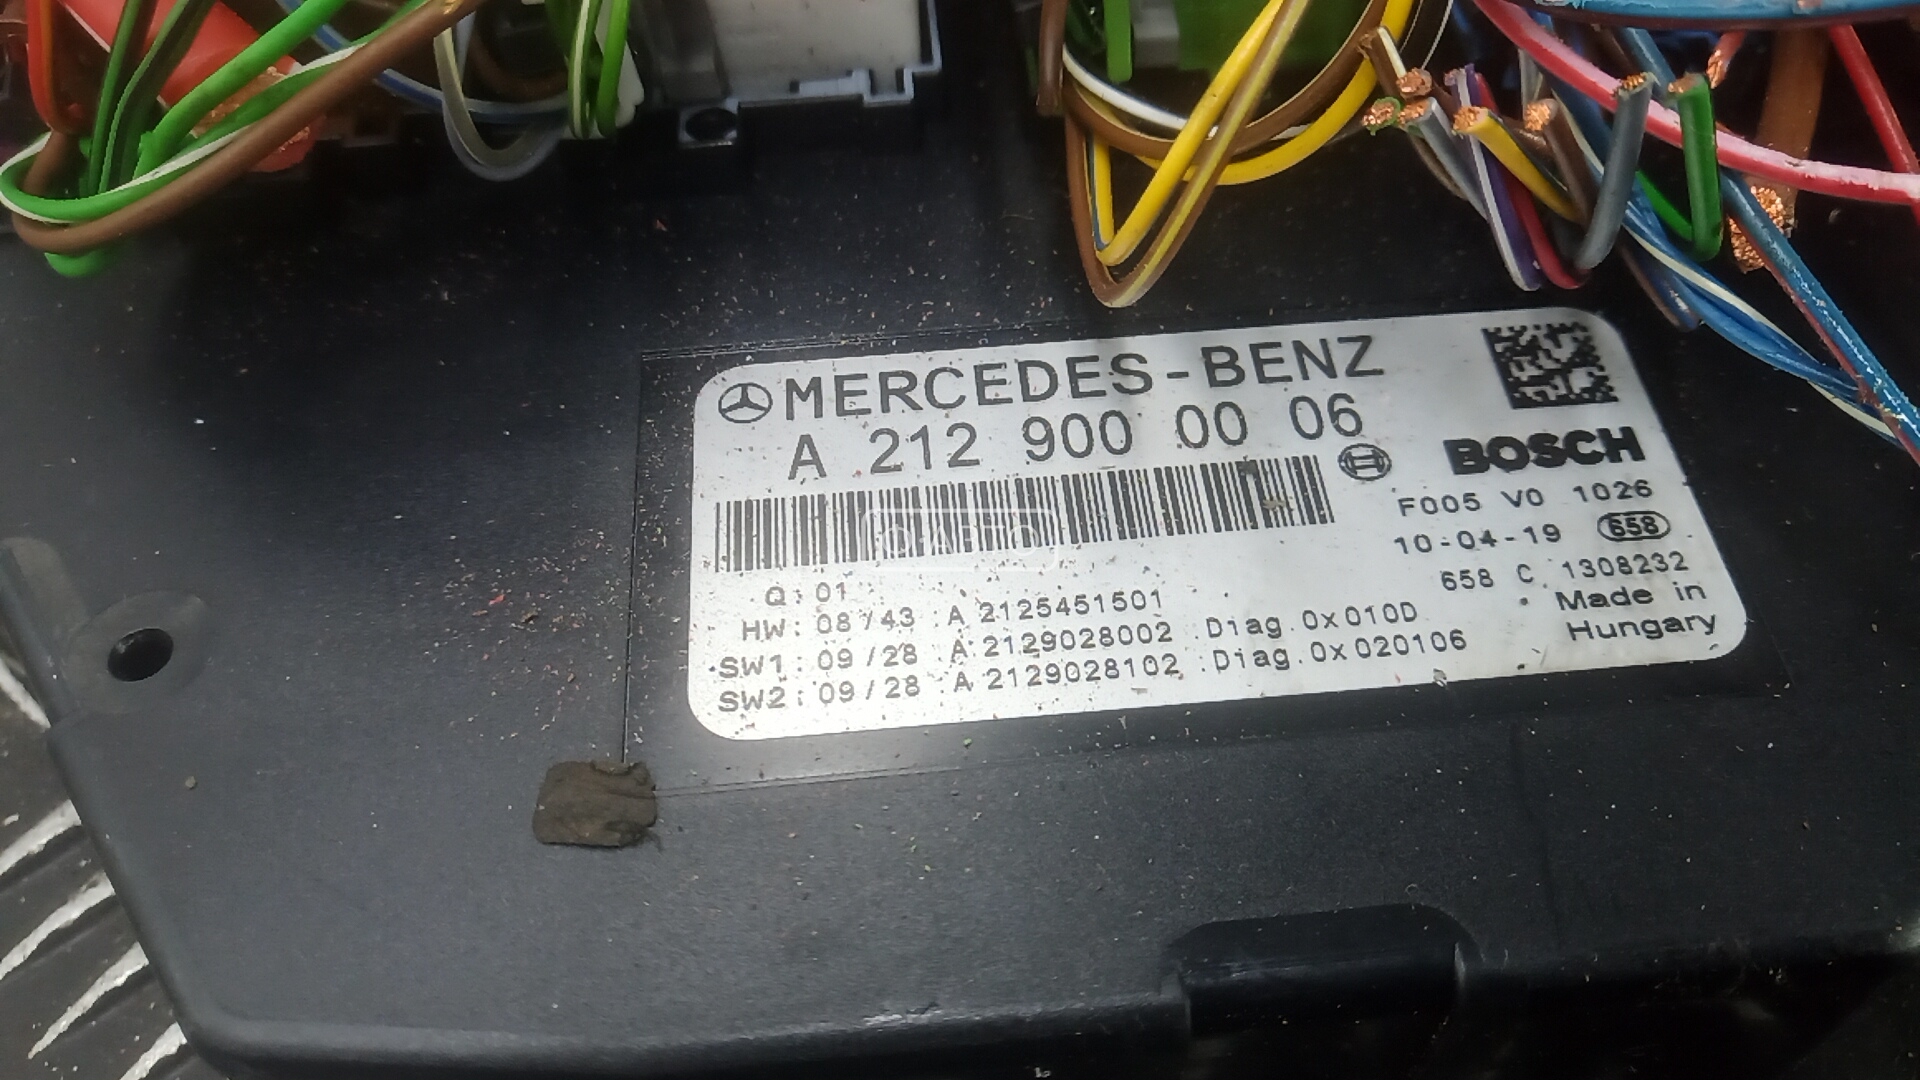 MERCEDES-BENZ
A 212 900 00 06
BOSCH
F005 V0 1026
10-04-19 658
658 C 1308232
Made in
Hungary
Q: 01
HW: 08/43 A 2125451501
SW1: 09/28 A 2129028002 Diag.0x010D
SW2: 09/28 A 2129028102 Diag.0x020106